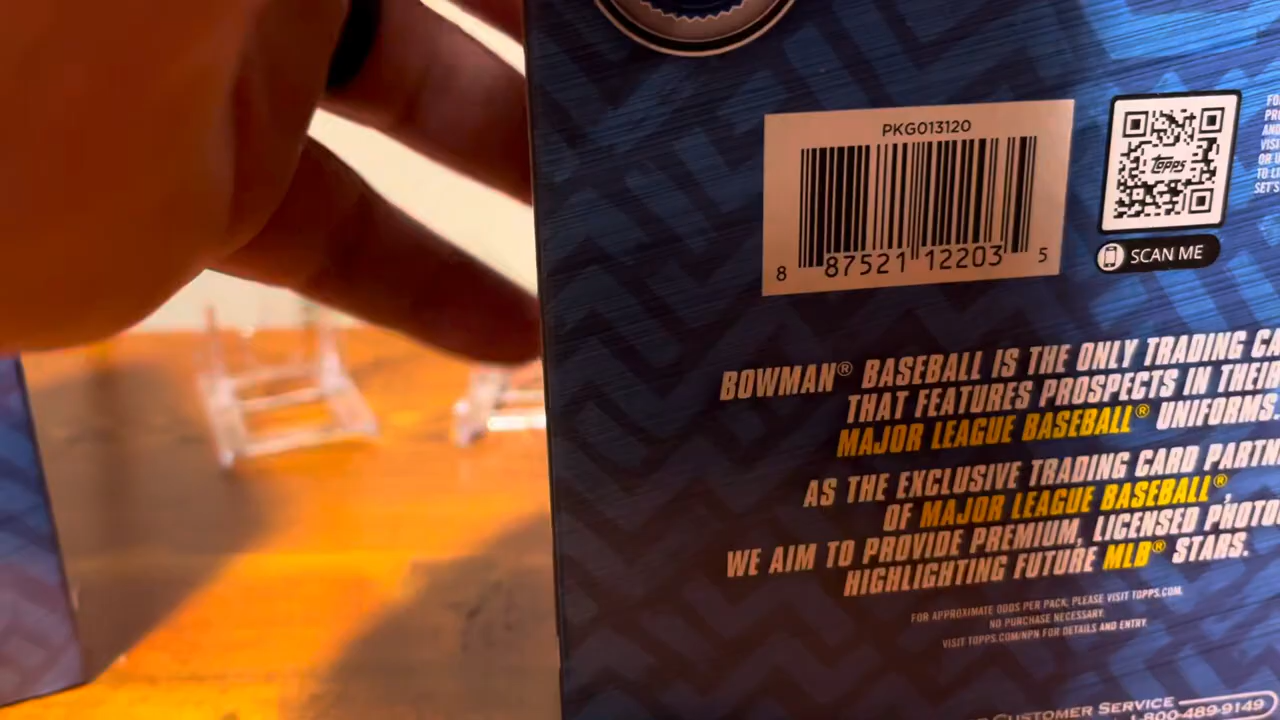 PKG013120
8 87521 12203 5
Topps
SCAN ME
BOWMAN® BASEBALL IS THE ONLY TRADING CA
THAT FEATURES PROSPECTS IN THEIR
MAJOR LEAGUE BASEBALL® UNIFORMS.
AS THE EXCLUSIVE TRADING CARD PARTN
OF MAJOR LEAGUE BASEBALL®,
WE AIM TO PROVIDE PREMIUM, LICENSED PHOTO
HIGHLIGHTING FUTURE MLB® STARS.
FOR APPROXIMATE ODDS PER PACK, PLEASE VISIT TOPPS.COM.
NO PURCHASE NECESSARY.
VISIT TOPPS.COM/NPN FOR DETAILS AND ENTRY.
CUSTOMER SERVICE
1-800-489-9149